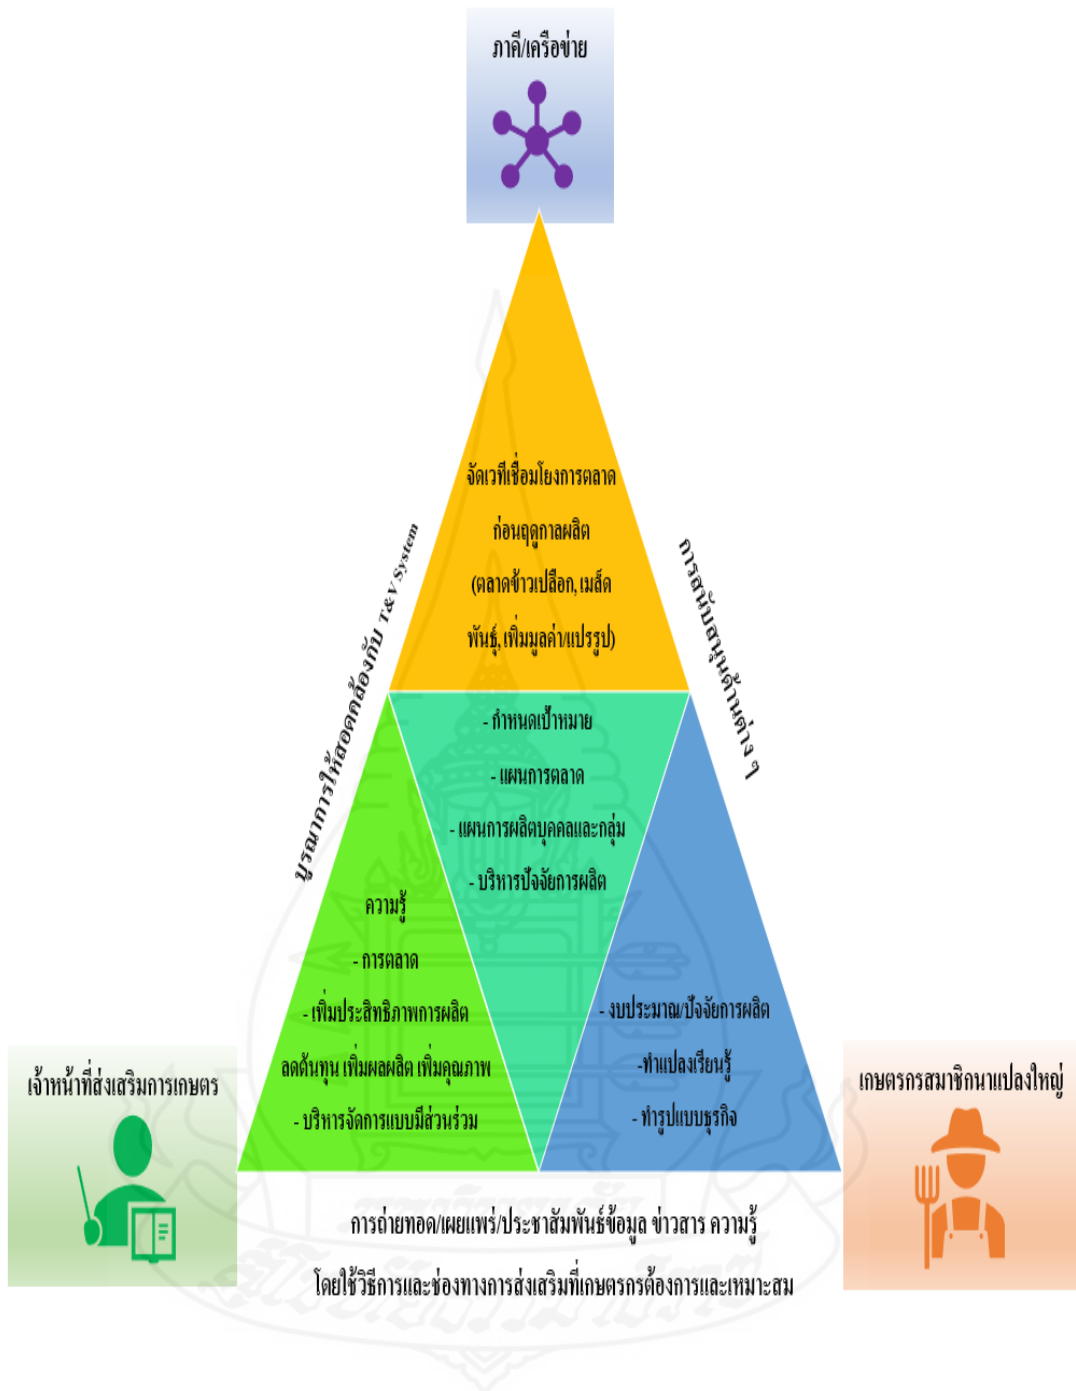 ภาคี/เครือข่าย
จัดเวทีเชื่อมโยงการตลาด
ก่อนฤดูกาลผลิต
(ตลาดข้าวเปลือก, เมล็ด
พันธุ์, เพิ่มมูลค่า/แปรรูป)
บูรณาการให้สอดคล้องกับ T&V System
การสนับสนุนด้านต่าง ๆ
- กำหนดเป้าหมาย
- แผนการตลาด
- แผนการผลิตบุคคลและกลุ่ม
- บริหารปัจจัยการผลิต
ความรู้
- การตลาด
- เพิ่มประสิทธิภาพการผลิต
ลดต้นทุน เพิ่มผลผลิต เพิ่มคุณภาพ
- บริหารจัดการแบบมีส่วนร่วม
- งบประมาณ/ปัจจัยการผลิต
-ทำแปลงเรียนรู้
- ทำรูปแบบธุรกิจ
เจ้าหน้าที่ส่งเสริมการเกษตร
เกษตรกรสมาชิกนาแปลงใหญ่
การถ่ายทอด/เผยแพร่/ประชาสัมพันธ์ข้อมูล ข่าวสาร ความรู้
โดยใช้วิธีการและช่องทางการส่งเสริมที่เกษตรกรต้องการและเหมาะสม